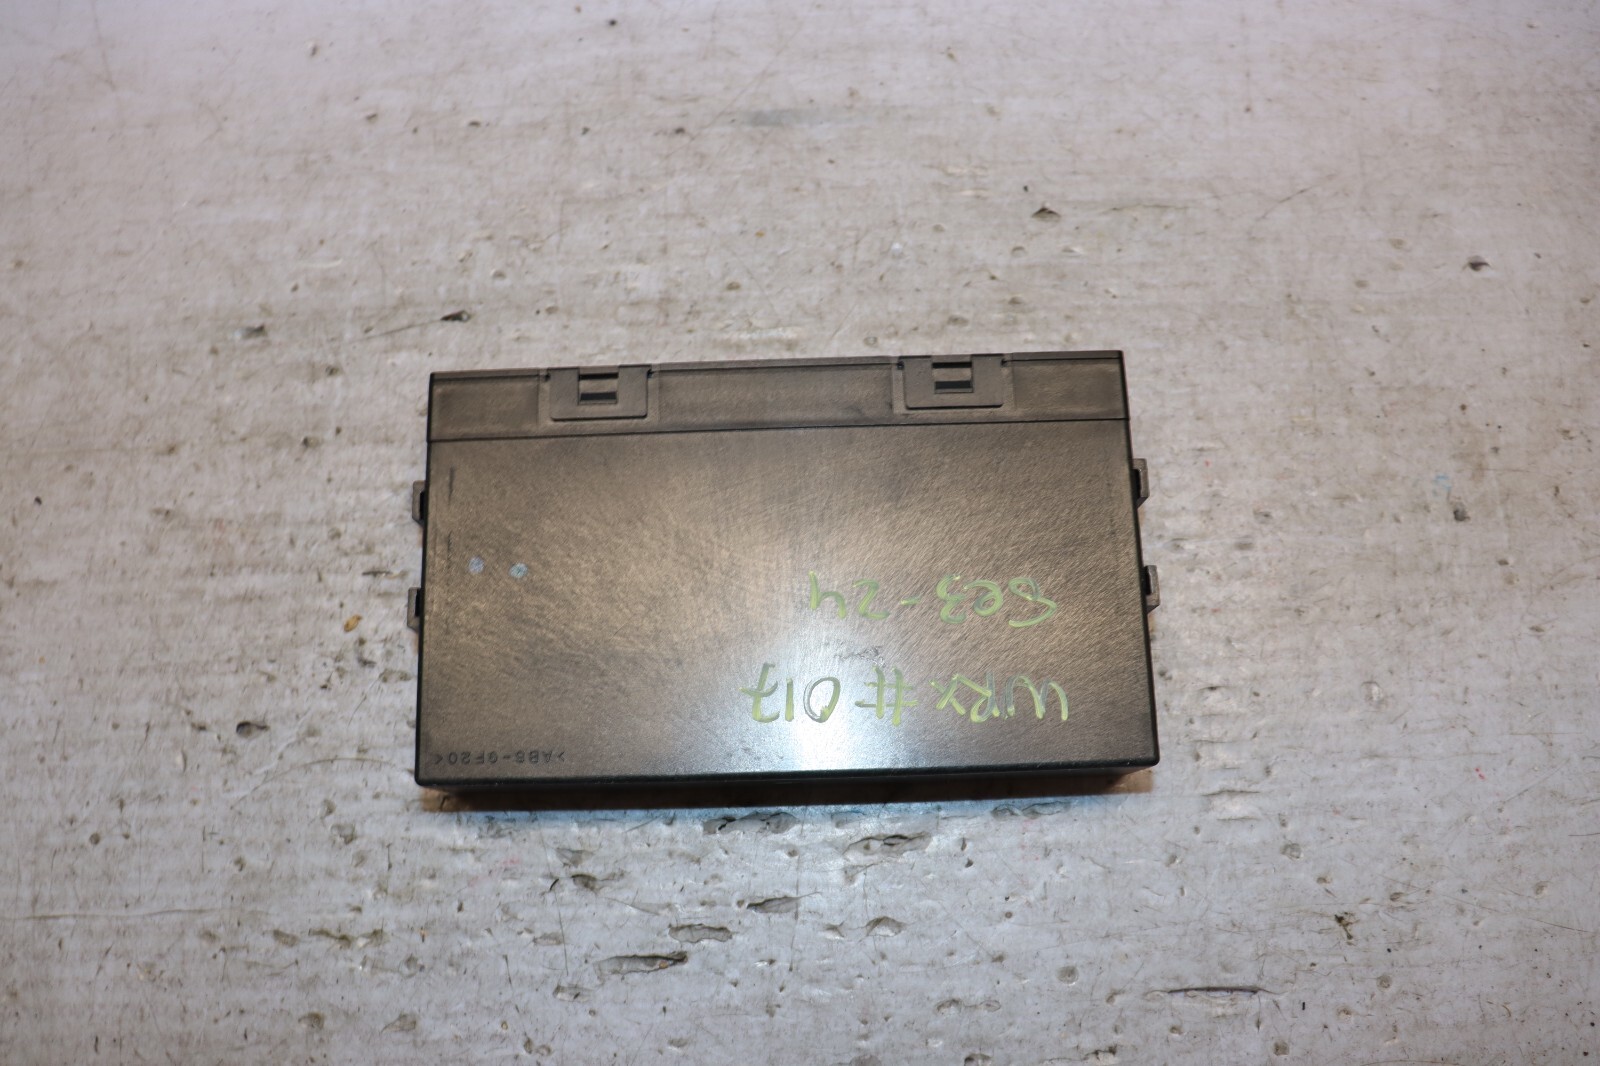 WRX #017
Se3-24
>ABS-GF20<